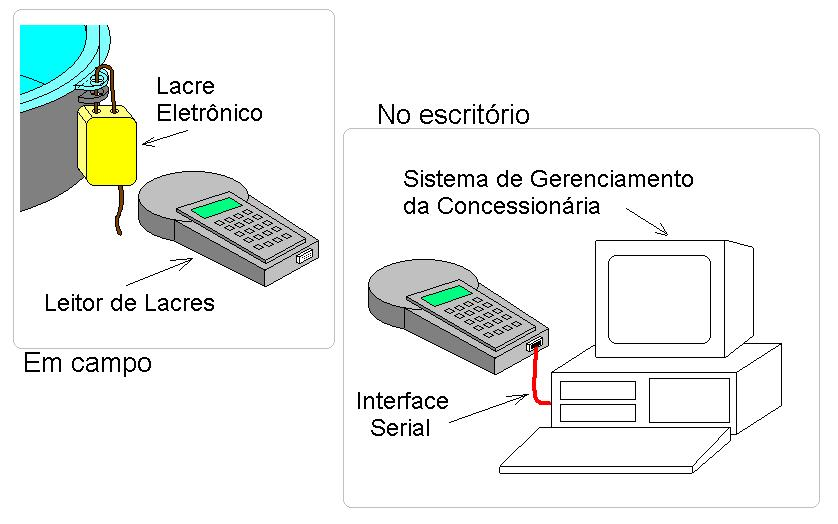 Lacre
Eletrônico
Leitor de Lacres
Em campo
No escritório
Sistema de Gerenciamento
da Concessionária
Interface
Serial